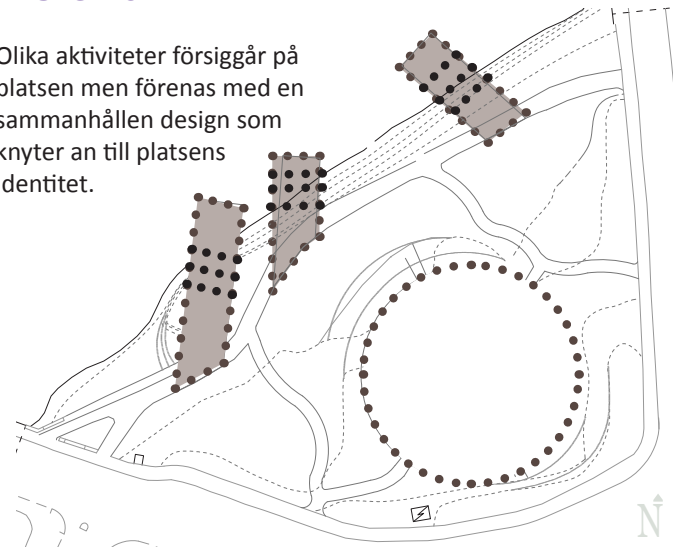 Olika aktiviteter försiggår på
platsen men förenas med en
sammanhållen design som
knyter an till platsens
identitet.
N